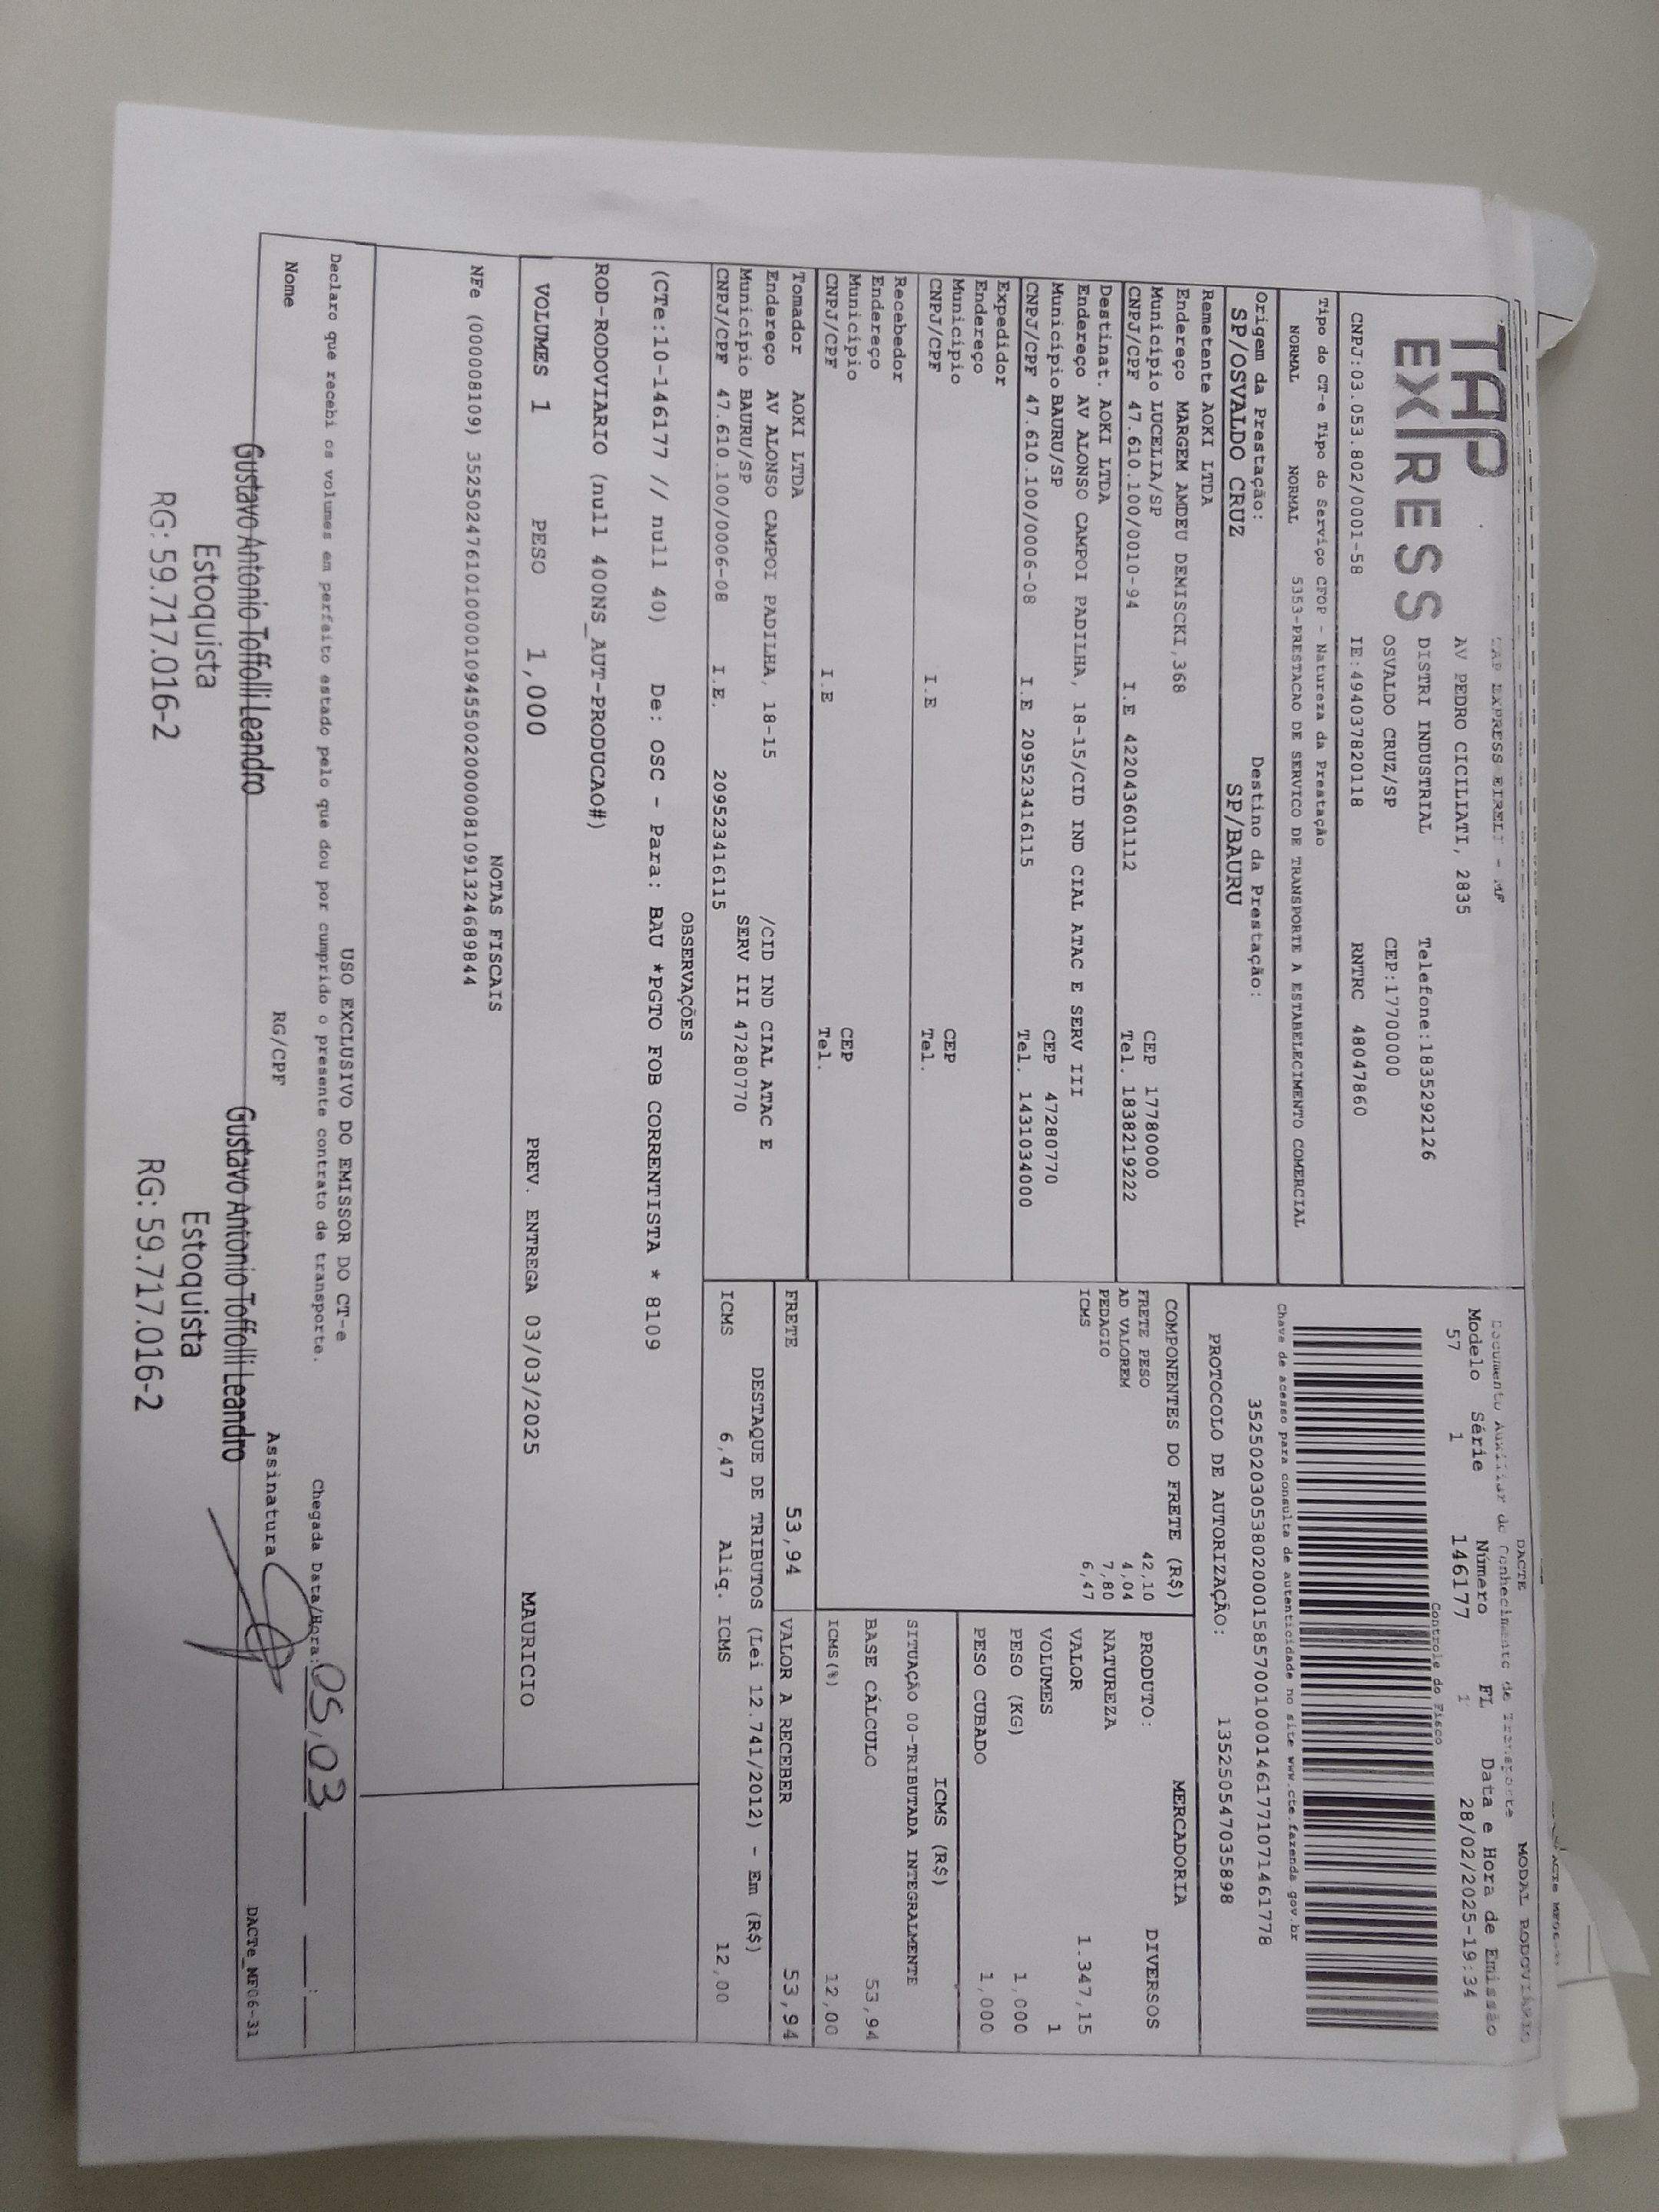 TAP EXPRESS
TAP EXPRESS EIRELI - MF
AV PEDRO CICILIATI, 2835
DISTRI INDUSTRIAL Telefone:1835292126
OSVALDO CRUZ/SP CEP:17700000
CNPJ:03.053.802/0001-58 IE:494037820118 RNTRC 48047860
Tipo do CT-e Tipo do Serviço CFOP - Natureza da Prestação
NORMAL NORMAL 5353-PRESTACAO DE SERVICO DE TRANSPORTE A ESTABELECIMENTO COMERCIAL
Origem da Prestação: Destino da Prestação:
SP/OSVALDO CRUZ SP/BAURU
DACTE MODAL RODOVIÁRIO
Documento Auxiliar do Conhecimento de Transporte
Modelo Série Número FL Data e Hora de Emissão
57 1 146177 1 28/02/2025-19:34
Controle do Fisco
Chave de acesso para consulta de autenticidade no site www.cte.fazenda.gov.br
35250203053802000158570010001461771071461778
PROTOCOLO DE AUTORIZAÇÃO: 135250547035898
Remetente AOKI LTDA
Endereço MARGEM AMDEU DEMISCKI,368
Município LUCELIA/SP CEP 17780000
CNPJ/CPF 47.610.100/0010-94 I.E 422043601112 Tel. 1838219222
Destinat. AOKI LTDA
Endereço AV ALONSO CAMPOI PADILHA, 18-15/CID IND CIAL ATAC E SERV III
Município BAURU/SP CEP 47280770
CNPJ/CPF 47.610.100/0006-08 I.E 209523416115 Tel. 1431034000
Expedidor
Endereço
Município CEP
CNPJ/CPF I.E Tel.
Recebedor
Endereço
Município CEP
CNPJ/CPF I.E Tel.
Tomador AOKI LTDA
Endereço AV ALONSO CAMPOI PADILHA, 18-15 /CID IND CIAL ATAC E
Município BAURU/SP SERV III 47280770
CNPJ/CPF 47.610.100/0006-08 I.E. 209523416115
COMPONENTES DO FRETE (R$)
FRETE PESO 42,10
AD VALOREM 4,04
PEDAGIO 7,80
ICMS 6,47
MERCADORIA
PRODUTO: DIVERSOS
NATUREZA
VALOR 1.347,15
VOLUMES 1
PESO (KG) 1,000
PESO CUBADO 1,000
ICMS (R$)
SITUAÇÃO 00-TRIBUTADA INTEGRALMENTE
BASE CÁLCULO 53,94
ICMS(%) 12,00
FRETE 53,94 VALOR A RECEBER 53,94
DESTAQUE DE TRIBUTOS (Lei 12.741/2012) - Em (R$)
ICMS 6,47 Aliq. ICMS 12,00
OBSERVAÇÕES
(CTe:10-146177 // null 40) De: OSC - Para: BAU *PGTO FOB CORRENTISTA * 8109
ROD-RODOVIARIO (null 400NS_AUT-PRODUCAO#)
VOLUMES 1 PESO 1,000 PREV. ENTREGA 03/03/2025 MAURICIO
NOTAS FISCAIS
NFe (000008109) 35250247610100001094550020000081091324689844
USO EXCLUSIVO DO EMISSOR DO CT-e
Declaro que recebi os volumes em perfeito estado pelo que dou por cumprido o presente contrato de transporte. Chegada Data/Hora: 05/03
Nome RG/CPF Assinatura
Gustavo Antonio Toffolli Leandro
Estoquista
RG: 59.717.016-2
Gustavo Antonio Toffolli Leandro
Estoquista
RG: 59.717.016-2
DACTe_MF06-31